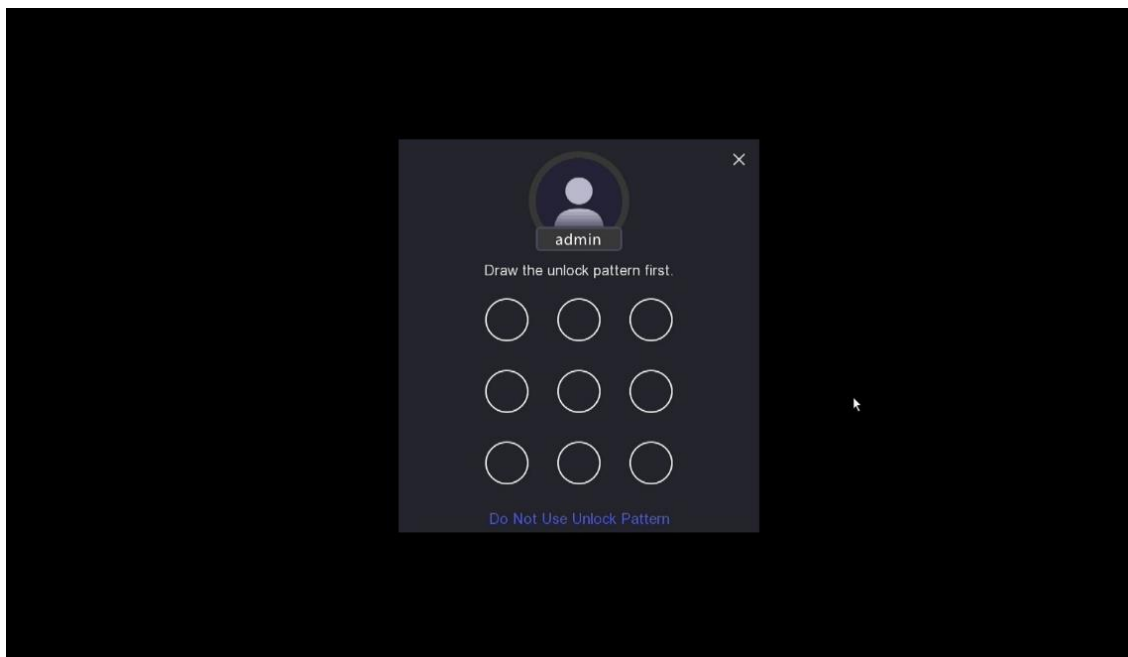 admin
Draw the unlock pattern first.
Do Not Use Unlock Pattern